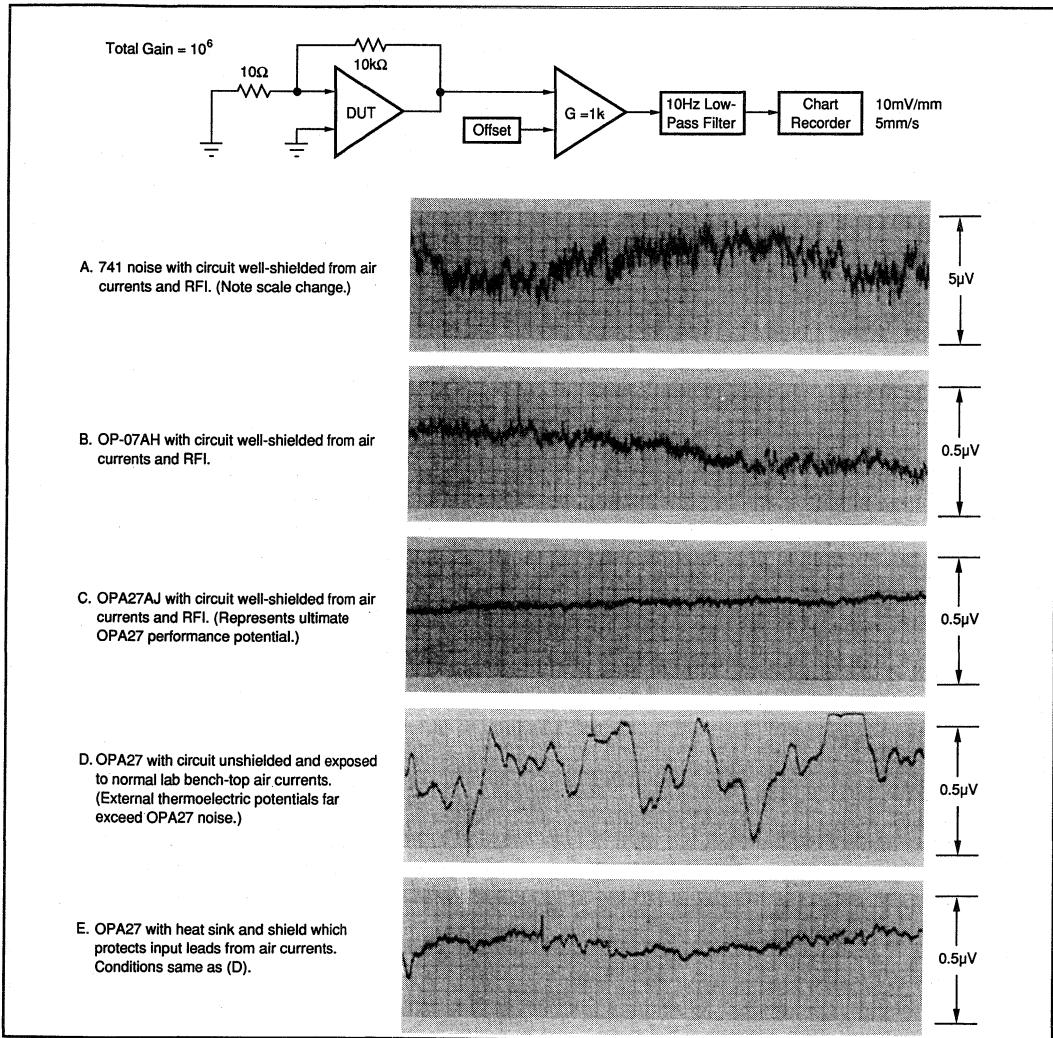 Total Gain = 10⁶
10Ω
10kΩ
DUT
Offset
G =1k
10Hz Low-
Pass Filter
Chart
Recorder
10mV/mm
5mm/s
A. 741 noise with circuit well-shielded from air
currents and RFI. (Note scale change.)
5µV
B. OP-07AH with circuit well-shielded from air
currents and RFI.
0.5µV
C. OPA27AJ with circuit well-shielded from air
currents and RFI. (Represents ultimate
OPA27 performance potential.)
0.5µV
D. OPA27 with circuit unshielded and exposed
to normal lab bench-top air currents.
(External thermoelectric potentials far
exceed OPA27 noise.)
0.5µV
E. OPA27 with heat sink and shield which
protects input leads from air currents.
Conditions same as (D).
0.5µV